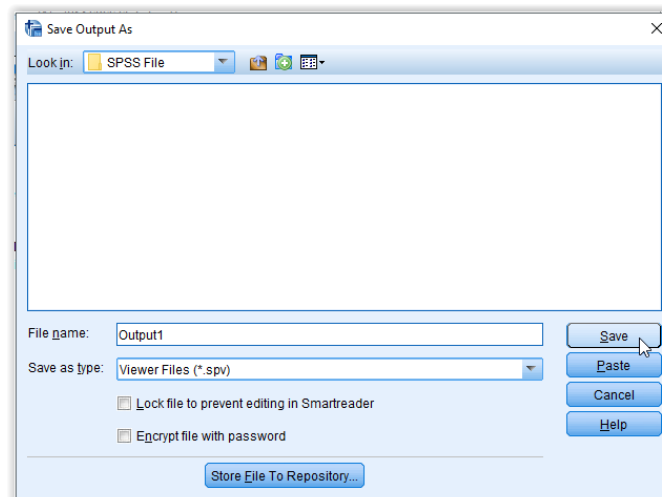 Save Output As
Look in: SPSS File
File name: Output1
Save
Save as type: Viewer Files (*.spv)
Paste
Lock file to prevent editing in Smartreader
Cancel
Encrypt file with password
Help
Store File To Repository...